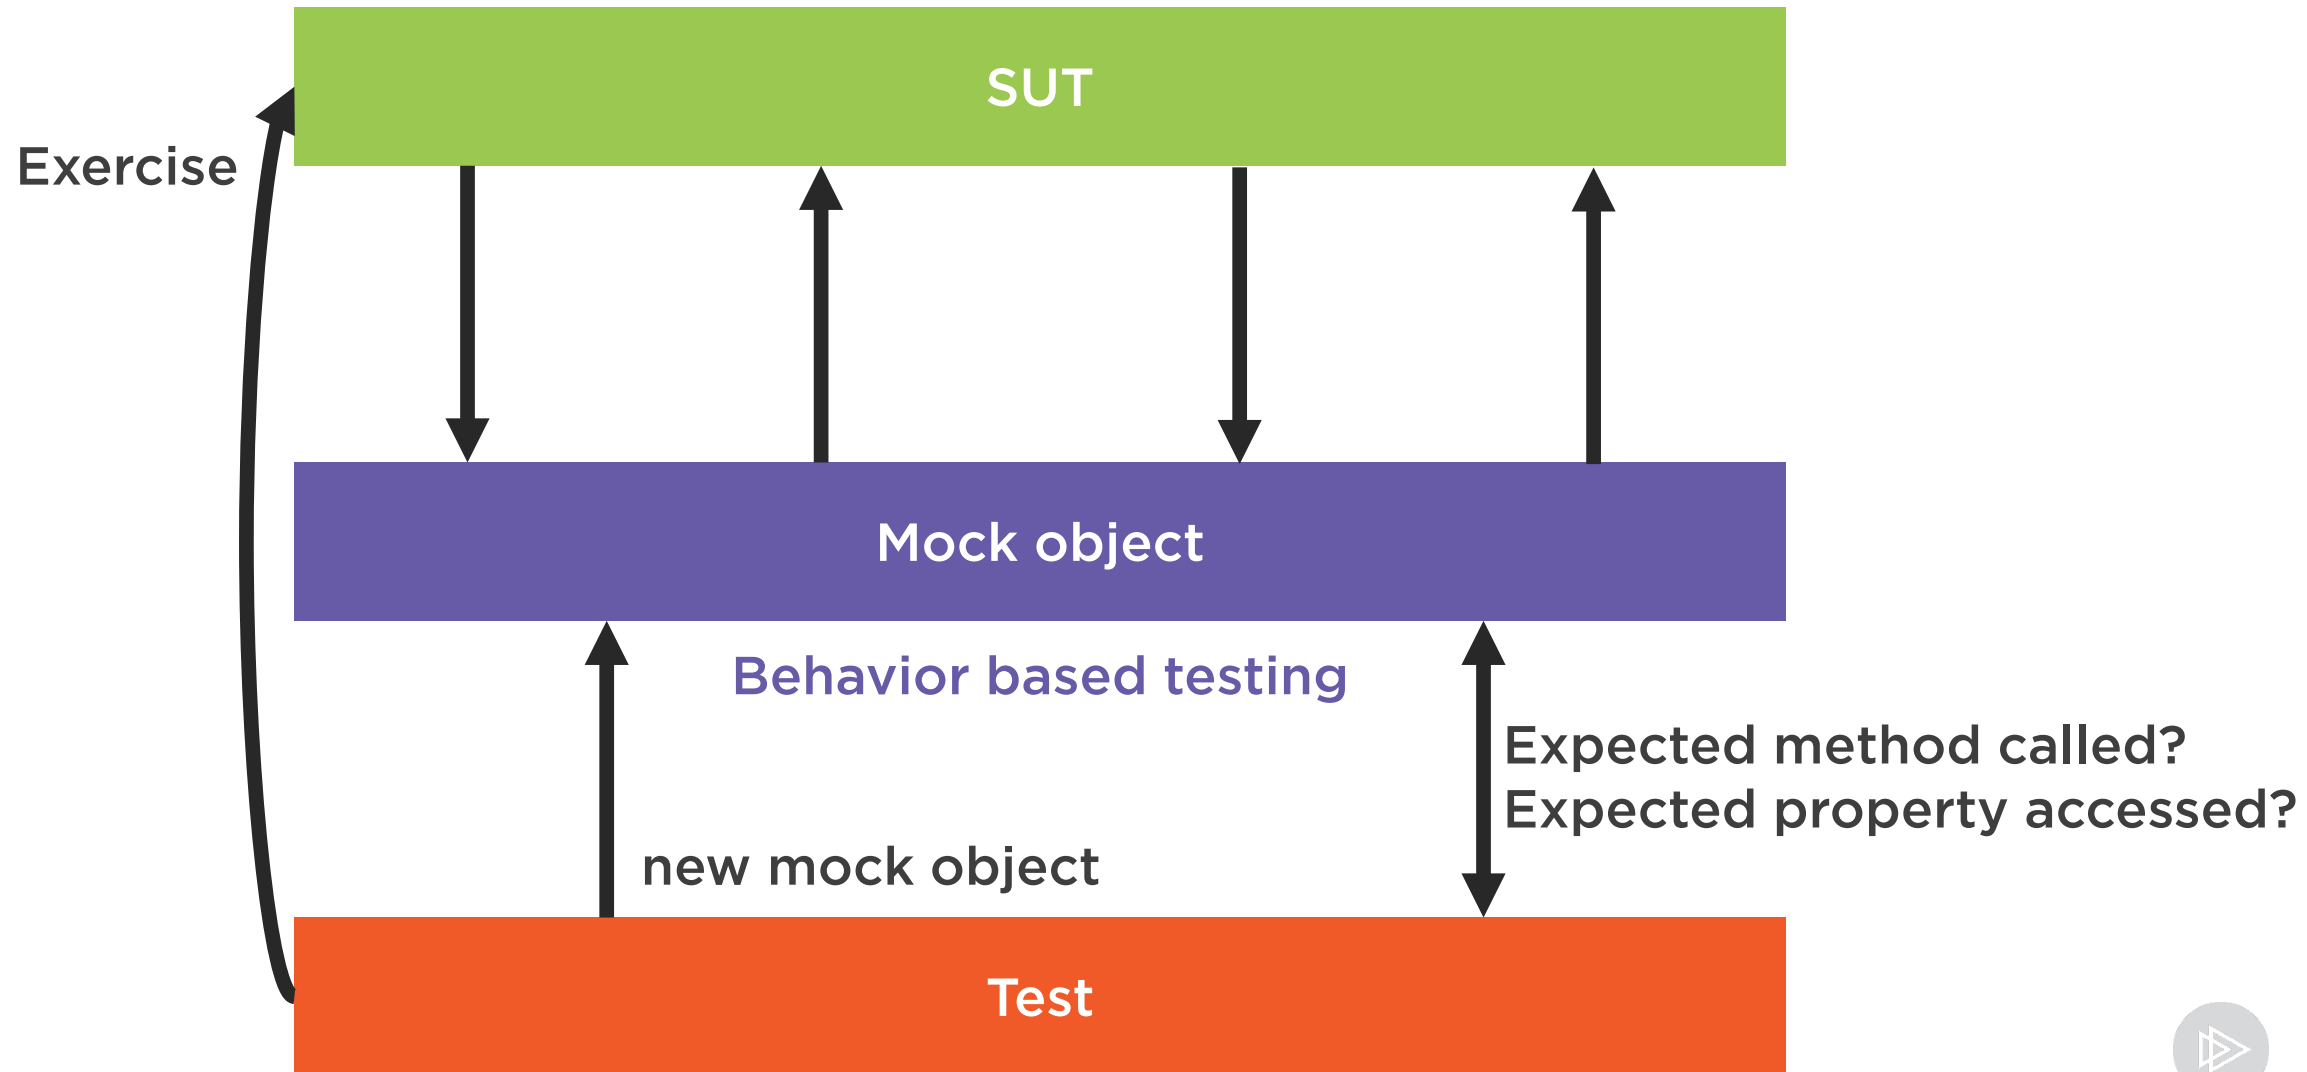 SUT
Exercise
Mock object
Behavior based testing
Expected method called?
Expected property accessed?
new mock object
Test